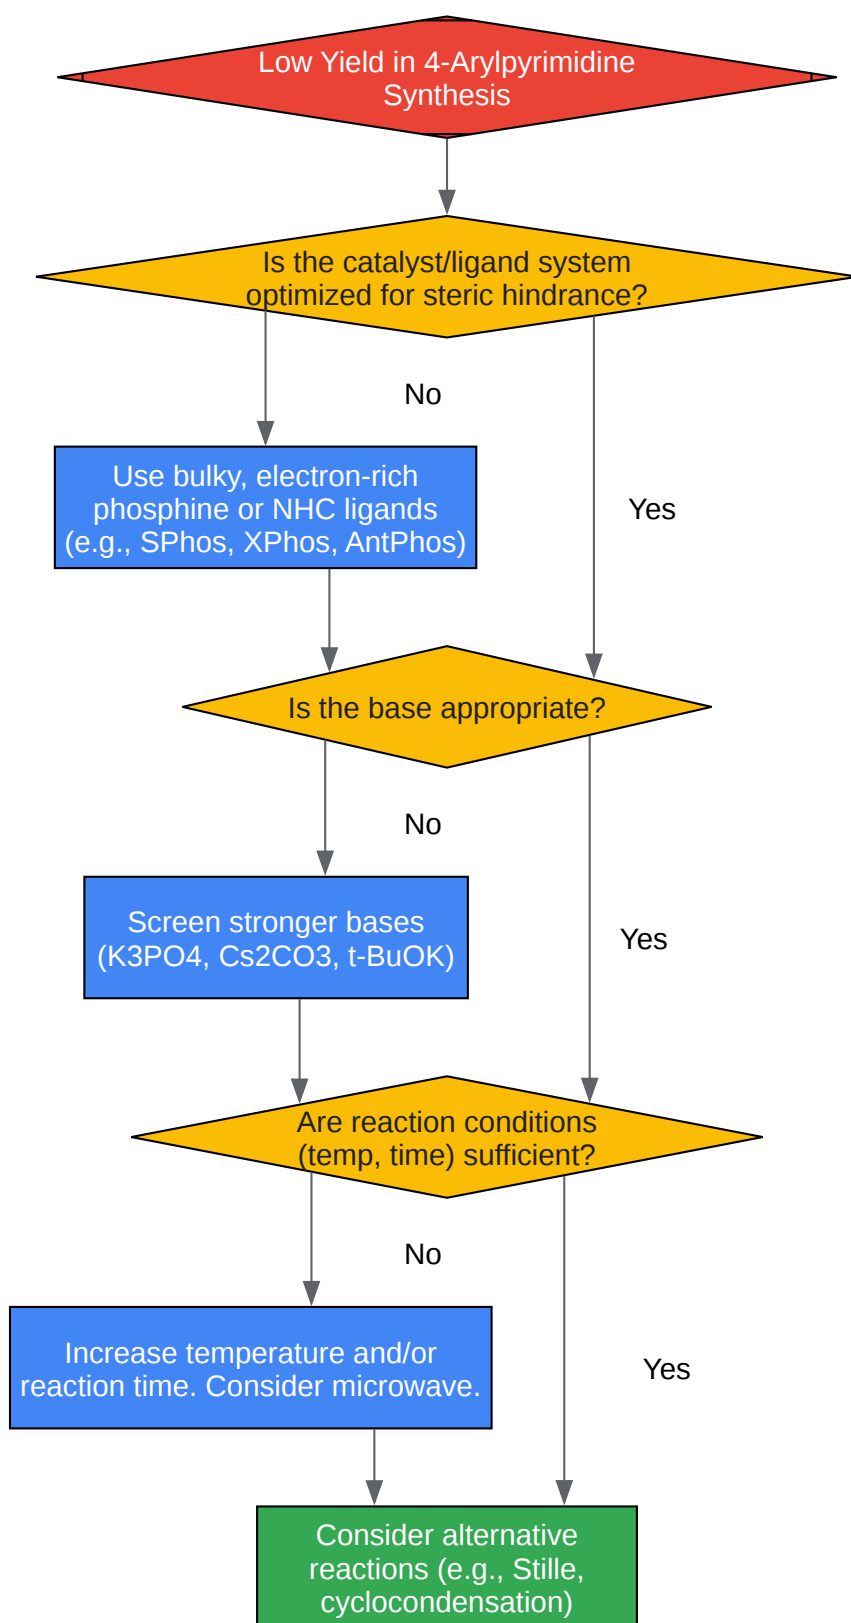 Low Yield in 4-Arylpyrimidine
Synthesis
Is the catalyst/ligand system
optimized for steric hindrance?
No
Use bulky, electron-rich
phosphine or NHC ligands
(e.g., SPhos, XPhos, AntPhos)
Yes
Is the base appropriate?
No
Screen stronger bases
(K3PO4, Cs2CO3, t-BuOK)
Yes
Are reaction conditions
(temp, time) sufficient?
No
Increase temperature and/or
reaction time. Consider microwave.
Yes
Consider alternative
reactions (e.g., Stille,
cyclocondensation)